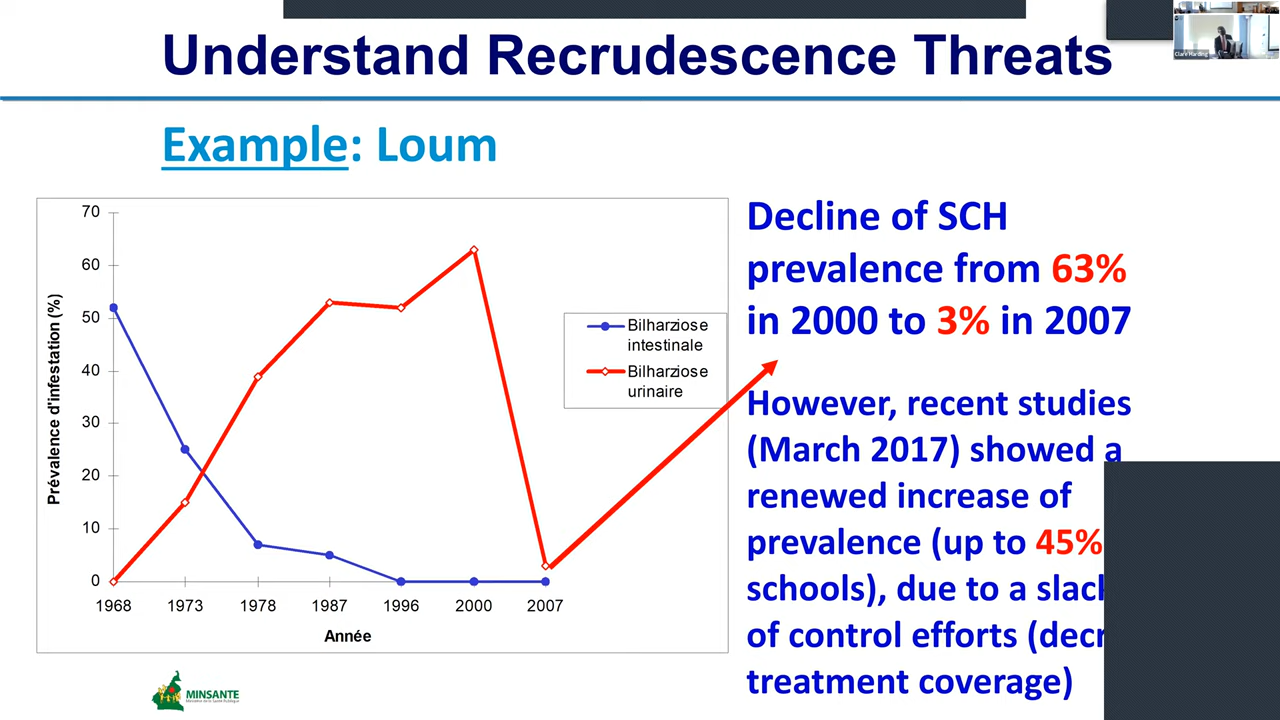 Understand Recrudescence Threats
Clare Harding
Example: Loum
70
60
50
40
30
20
10
0
Prévalence d'infestation (%)
1968 1973 1978 1987 1996 2000 2007
Année
Bilharziose
intestinale
Bilharziose
urinaire
Decline of SCH
prevalence from 63%
in 2000 to 3% in 2007
However, recent studies
(March 2017) showed a
renewed increase of
prevalence (up to 45%
schools), due to a
of control efforts
treatment coverage)
MINSANTE